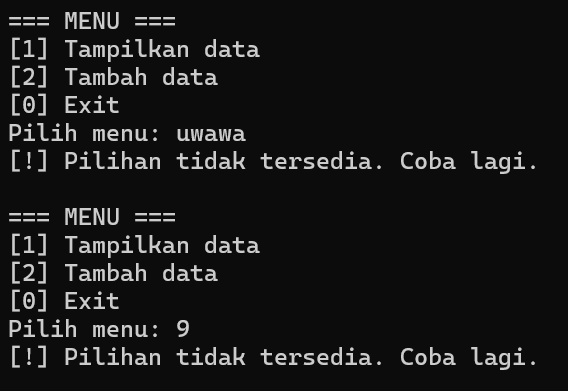 === MENU ===
[1] Tampilkan data
[2] Tambah data
[0] Exit
Pilih menu: uwawa
[!] Pilihan tidak tersedia. Coba lagi.

=== MENU ===
[1] Tampilkan data
[2] Tambah data
[0] Exit
Pilih menu: 9
[!] Pilihan tidak tersedia. Coba lagi.